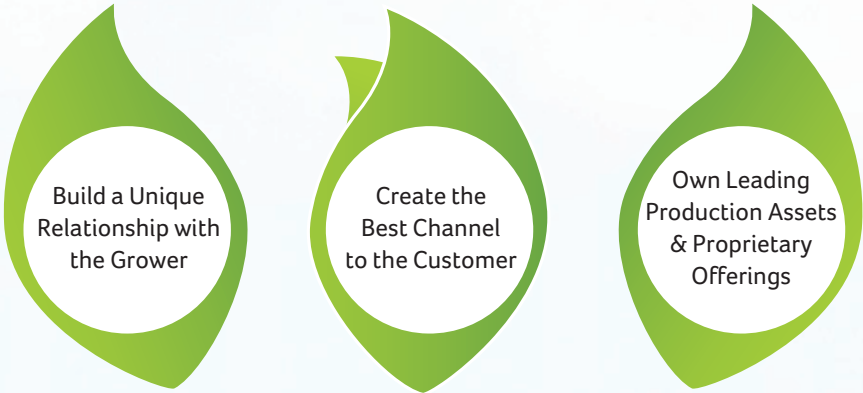 Build a Unique
Relationship with
the Grower
Create the
Best Channel
to the Customer
Own Leading
Production Assets
& Proprietary
Offerings